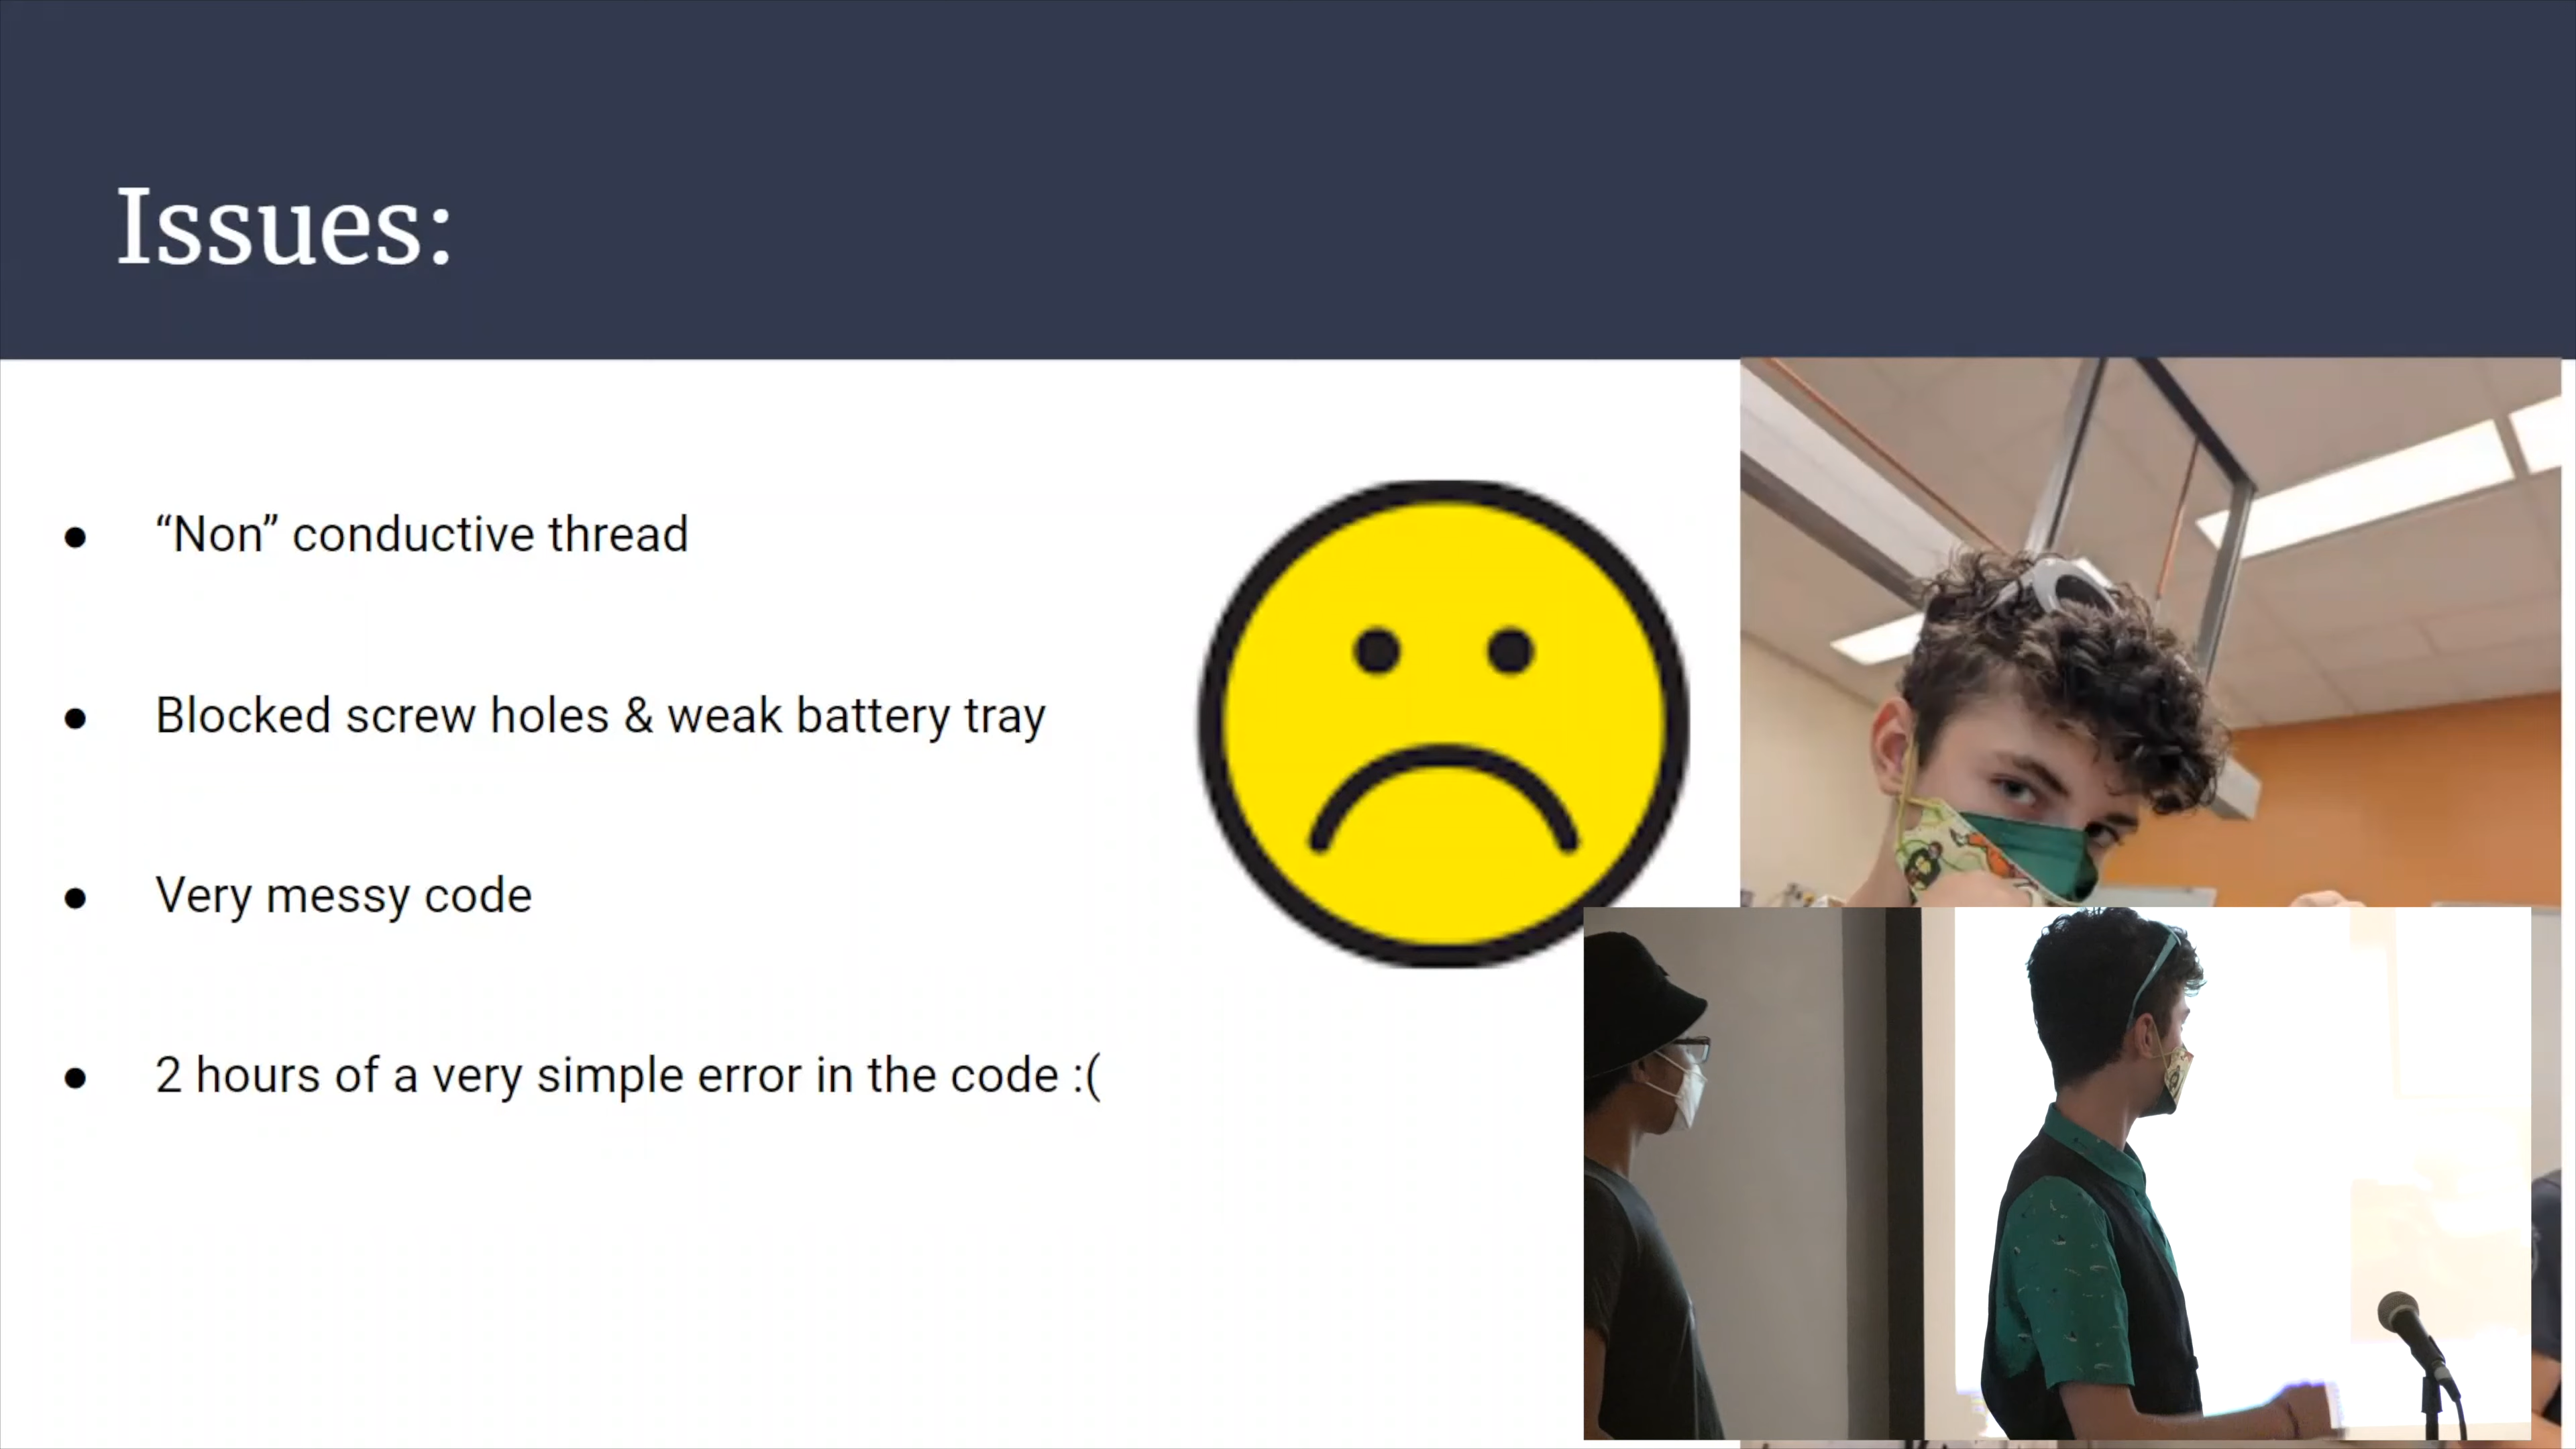 Issues:
“Non” conductive thread
Blocked screw holes & weak battery tray
Very messy code
2 hours of a very simple error in the code :(